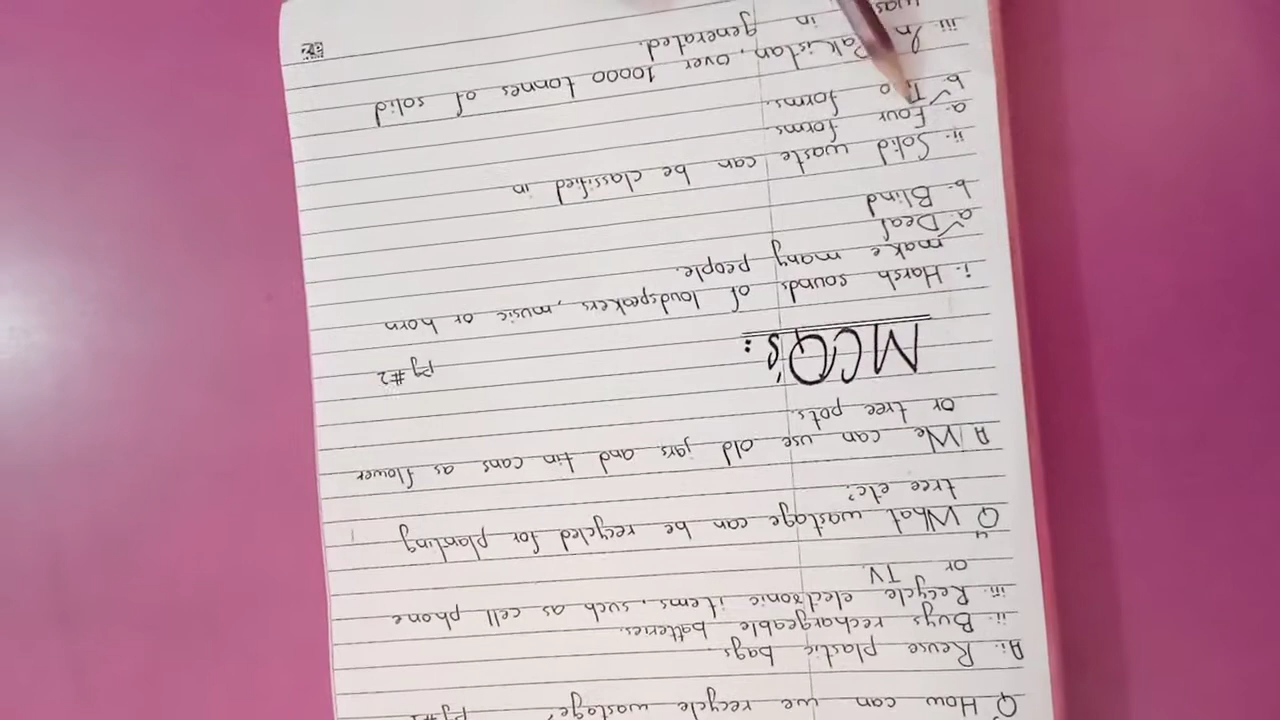 Q How can we recycle wastage?
Ai. Reuse plastic bags.
ii. Buys rechargeable batteries.
iii. Recycle electronic items, such as cell phone
or TV
Q4 What wastage can be recycled for planting
tree etc?
A We can use old jars and tin cans as flower
or tree pots.
MCQ's: Pg #2
i. Harsh sounds of loudspeakers, music or horn
make many people.
a. Deaf
b. Blind
ii. Solid waste can be classified in
a. Four forms
b. forms.
iii. In Pakistan, over 10000 tonnes of solid
was in generated.